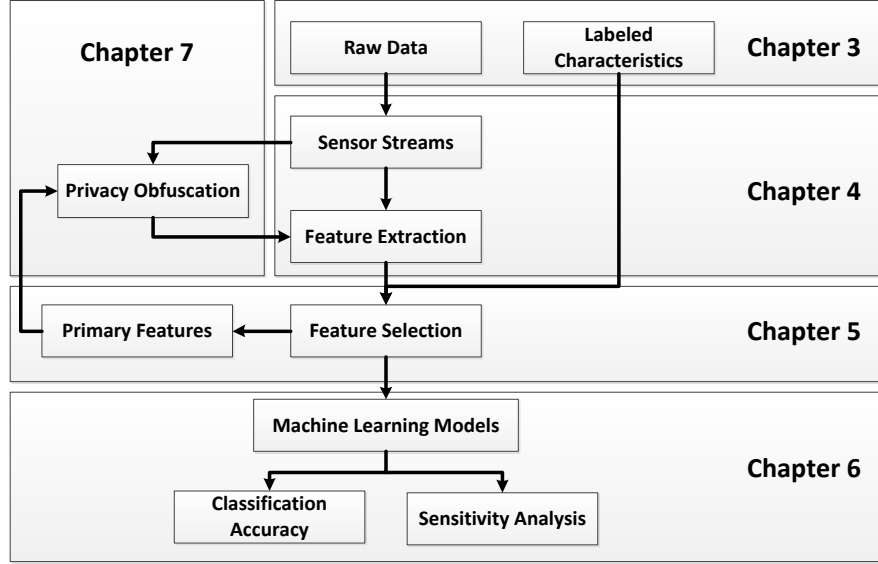 Chapter 7
Raw Data
Labeled
Characteristics
Chapter 3
Sensor Streams
Privacy Obfuscation
Chapter 4
Feature Extraction
Primary Features
Feature Selection
Chapter 5
Machine Learning Models
Chapter 6
Classification
Accuracy
Sensitivity Analysis